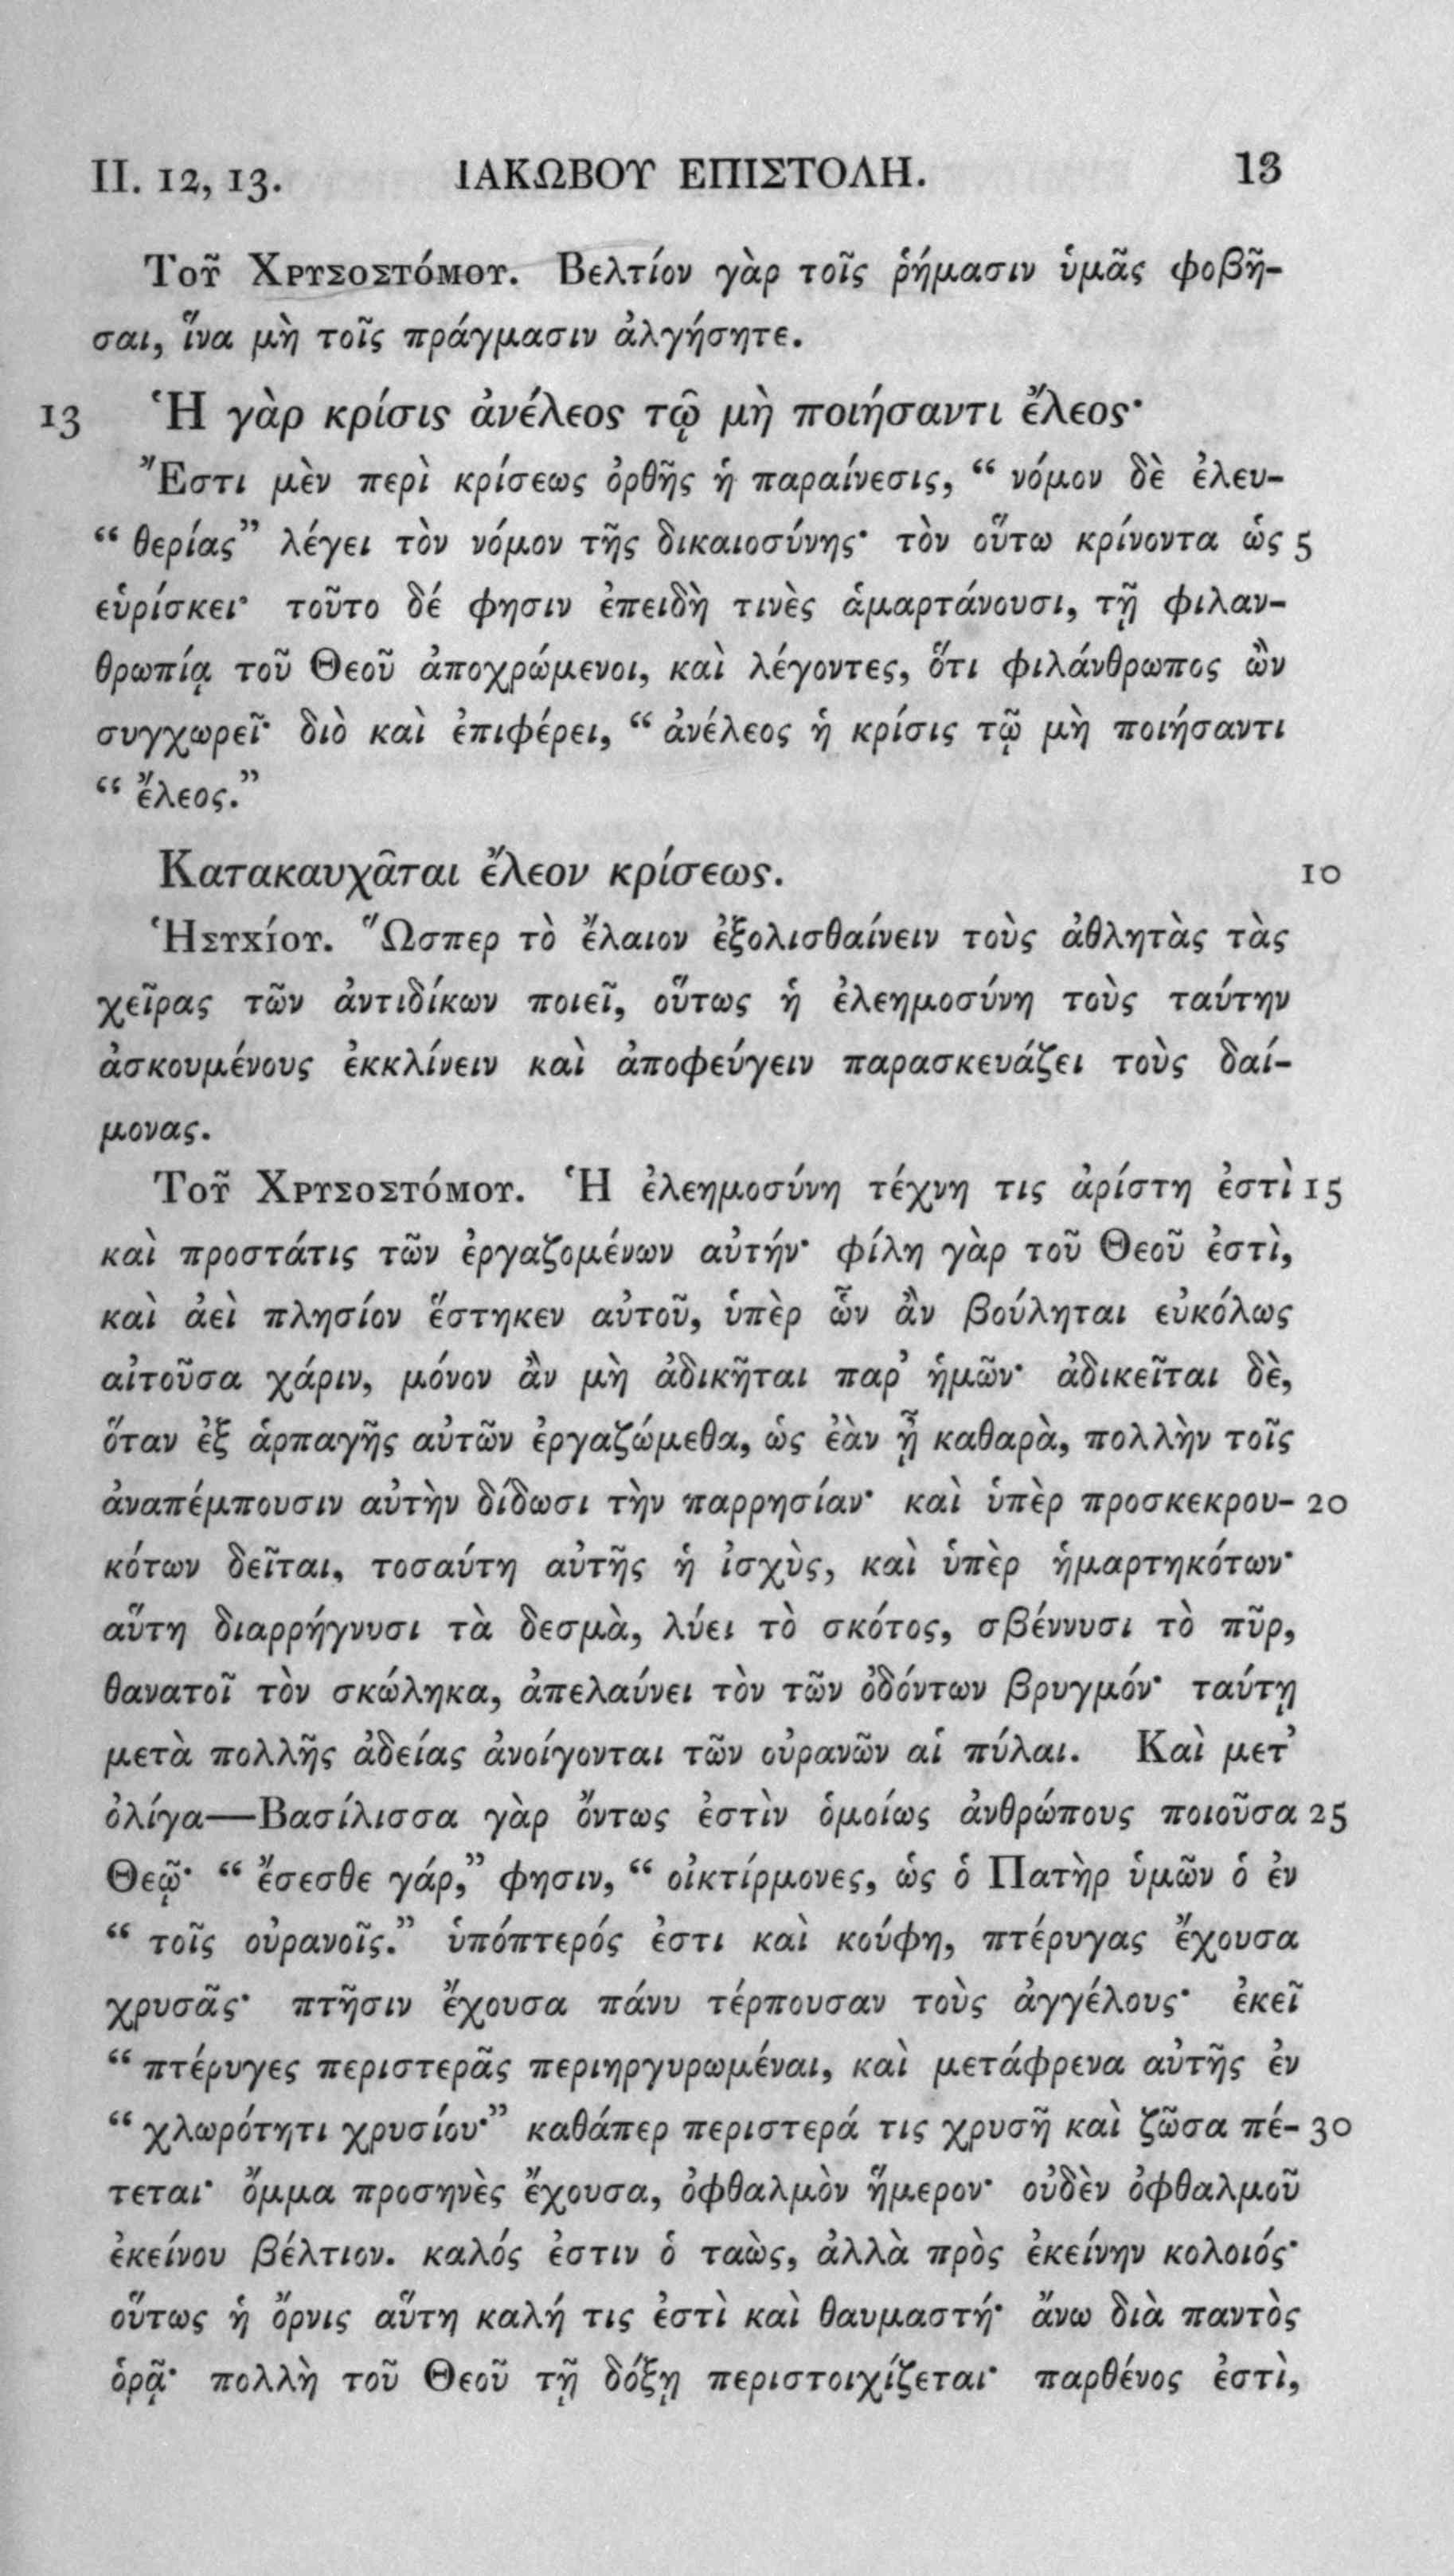 II. 12, 13. ΙΑΚΩΒΟΥ ΕΠΙΣΤΟΛΗ. 13
Τοῦ Χρυσοστόμου. Βελτίον γὰρ τοῖς ῥήμασιν ὑμᾶς φοβῆ-
σαι, ἵνα μὴ τοῖς πράγμασιν ἀλγήσητε.
13 Ἡ γὰρ κρίσις ἀνέλεος τῷ μὴ ποιήσαντι ἔλεος·
Ἔστι μὲν περὶ κρίσεως ὀρθῆς ἡ παραίνεσις, “ νόμον δὲ ἐλευ-
“ θερίας” λέγει τὸν νόμον τῆς δικαιοσύνης· τὸν οὕτω κρίνοντα ὡς 5
εὑρίσκει· τοῦτο δέ φησιν ἐπειδὴ τινὲς ἁμαρτάνουσι, τῇ φιλαν-
θρωπίᾳ τοῦ Θεοῦ ἀποχρώμενοι, καὶ λέγοντες, ὅτι φιλάνθρωπος ὢν
συγχωρεῖ· διὸ καὶ ἐπιφέρει, “ ἀνέλεος ἡ κρίσις τῷ μὴ ποιήσαντι
“ ἔλεος.”
Κατακαυχᾶται ἔλεον κρίσεως. 10
Ἡσυχίου. Ὥσπερ τὸ ἔλαιον ἐξολισθαίνειν τοὺς ἀθλητὰς τὰς
χεῖρας τῶν ἀντιδίκων ποιεῖ, οὕτως ἡ ἐλεημοσύνη τοὺς ταύτην
ἀσκουμένους ἐκκλίνειν καὶ ἀποφεύγειν παρασκευάζει τοὺς δαί-
μονας.
Τοῦ Χρυσοστόμου. Ἡ ἐλεημοσύνη τέχνη τις ἀρίστη ἐστὶ 15
καὶ προστάτις τῶν ἐργαζομένων αὐτήν· φίλη γὰρ τοῦ Θεοῦ ἐστὶ,
καὶ ἀεὶ πλησίον ἕστηκεν αὐτοῦ, ὑπὲρ ὧν ἂν βούληται εὐκόλως
αἰτοῦσα χάριν, μόνον ἂν μὴ ἀδικῆται παρ’ ἡμῶν· ἀδικεῖται δὲ,
ὅταν ἐξ ἁρπαγῆς αὐτῶν ἐργαζώμεθα, ὡς ἐὰν ᾖ καθαρὰ, πολλὴν τοῖς
ἀναπέμπουσιν αὐτὴν δίδωσι τὴν παρρησίαν· καὶ ὑπὲρ προσκεκρου- 20
κότων δεῖται, τοσαύτη αὐτῆς ἡ ἰσχὺς, καὶ ὑπὲρ ἡμαρτηκότων·
αὕτη διαρρήγνυσι τὰ δεσμὰ, λύει τὸ σκότος, σβέννυσι τὸ πῦρ,
θανατοῖ τὸν σκώληκα, ἀπελαύνει τὸν τῶν ὀδόντων βρυγμόν· ταύτῃ
μετὰ πολλῆς ἀδείας ἀνοίγονται τῶν οὐρανῶν αἱ πύλαι. Καὶ μετ’
ὀλίγα—Βασίλισσα γὰρ ὄντως ἐστὶν ὁμοίως ἀνθρώπους ποιοῦσα 25
Θεῷ· “ ἔσεσθε γάρ,” φησιν, “ οἰκτίρμονες, ὡς ὁ Πατὴρ ὑμῶν ὁ ἐν
“ τοῖς οὐρανοῖς.” ὑπόπτερός ἐστι καὶ κούφη, πτέρυγας ἔχουσα
χρυσᾶς· πτῆσιν ἔχουσα πάνυ τέρπουσαν τοὺς ἀγγέλους· ἐκεῖ
“ πτέρυγες περιστερᾶς περιηργυρωμέναι, καὶ μετάφρενα αὐτῆς ἐν
“ χλωρότητι χρυσίου·” καθάπερ περιστερά τις χρυσῆ καὶ ζῶσα πέ- 30
τεται· ὄμμα προσηνὲς ἔχουσα, ὀφθαλμὸν ἥμερον· οὐδὲν ὀφθαλμοῦ
ἐκείνου βέλτιον. καλός ἐστιν ὁ ταὼς, ἀλλὰ πρὸς ἐκείνην κολοιός·
οὕτως ἡ ὄρνις αὕτη καλή τις ἐστὶ καὶ θαυμαστή· ἄνω διὰ παντὸς
ὁρᾷ· πολλὴ τοῦ Θεοῦ τῇ δόξῃ περιστοιχίζεται· παρθένος ἐστὶ,